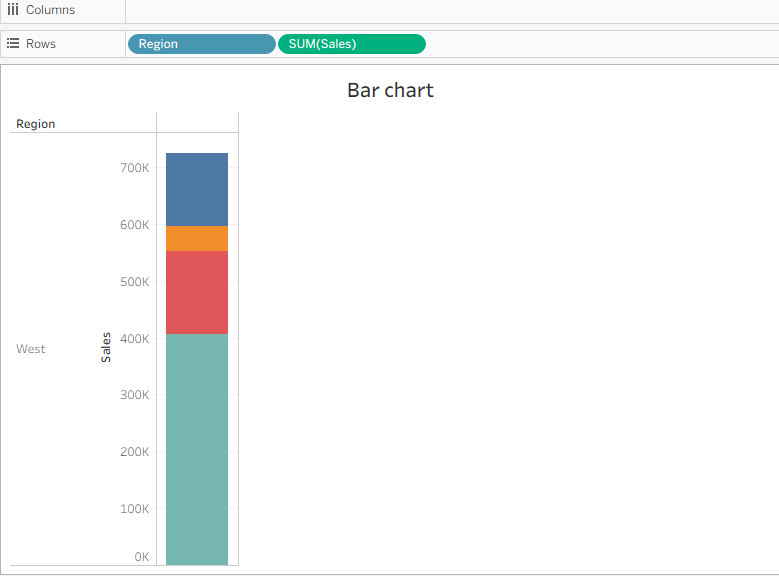 Columns
Rows
Region
SUM(Sales)
Bar chart
Region
700K
600K
500K
400K
West
Sales
300K
200K
100K
0K